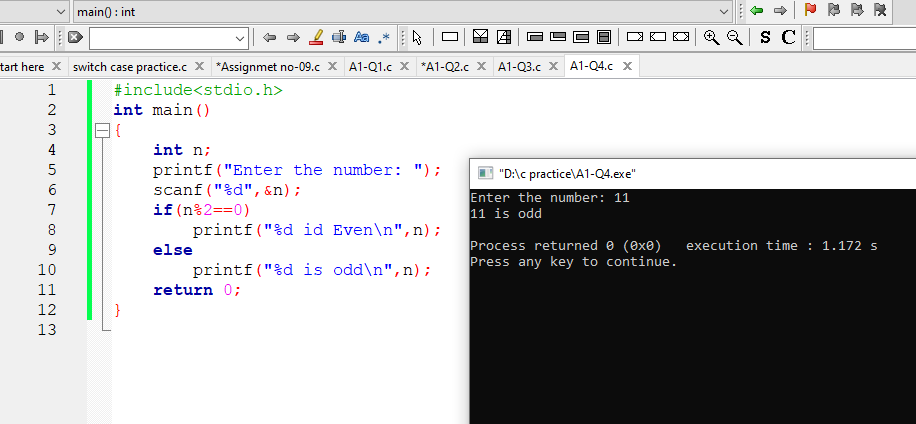 main() : int
Aa .* S C
tart here X switch case practice.c X *Assignmet no-09.c X A1-Q1.c X *A1-Q2.c X A1-Q3.c X A1-Q4.c X
1 #include<stdio.h>
2 int main()
3 {
4 int n;
5 printf("Enter the number: ");
6 scanf("%d",&n);
7 if(n%2==0)
8 printf("%d id Even\n",n);
9 else
10 printf("%d is odd\n",n);
11 return 0;
12 }
13
"D:\c practice\A1-Q4.exe"
Enter the number: 11
11 is odd
Process returned 0 (0x0) execution time : 1.172 s
Press any key to continue.